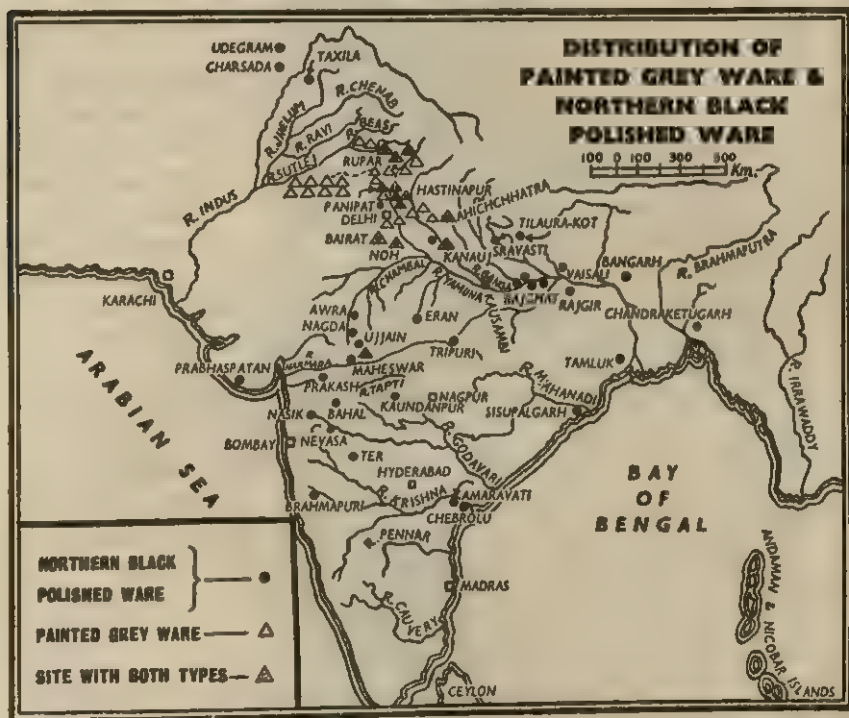 DISTRIBUTION OF
PAINTED GREY WARE &
NORTHERN BLACK
POLISHED WARE
100 0 100 300 500
Km.
UDEGRAM
CHARSADA
TAXILA
R. JHELUM
R. CHENAB
R. RAVI
R. BEAS
R. SUTLEJ
RUPAR
R. INDUS
HASTINAPUR
PANIPAT
DELHI
AHICHCHHATRA
BAIRAT
NOH
KANAUJ
SRAVASTI
TILAURA-KOT
KARACHI
R. CHAMBAL
R. YAMUNA
R. GANGA
KAUSAMBI
RAJGHAT
VAISALI
RAJGIR
BANGARH
R. BRAHMAPUTRA
CHANDRAKETUGARH
AWRA
NAGDA
ERAN
UJJAIN
TRIPURI
MAHESWAR
R. NARMADA
PRABHASPATAN
PRAKASH
R. TAPTI
TAMLUK
R. IRRAWADDY
NAGPUR
R. MAHANADI
NASIK
BAHAL
KAUNDANPUR
SISUPALGARH
BOMBAY
NEVASA
R. GODAVARI
TER
HYDERABAD
BRAHMAPURI
R. KRISHNA
AMARAVATI
CHEBROLU
R. PENNAR
MADRAS
R. CAUVERY
CEYLON
ARABIAN SEA
BAY
OF
BENGAL
ANDAMAN & NICOBAR ISLANDS
NORTHERN BLACK
POLISHED WARE
PAINTED GREY WARE
SITE WITH BOTH TYPES